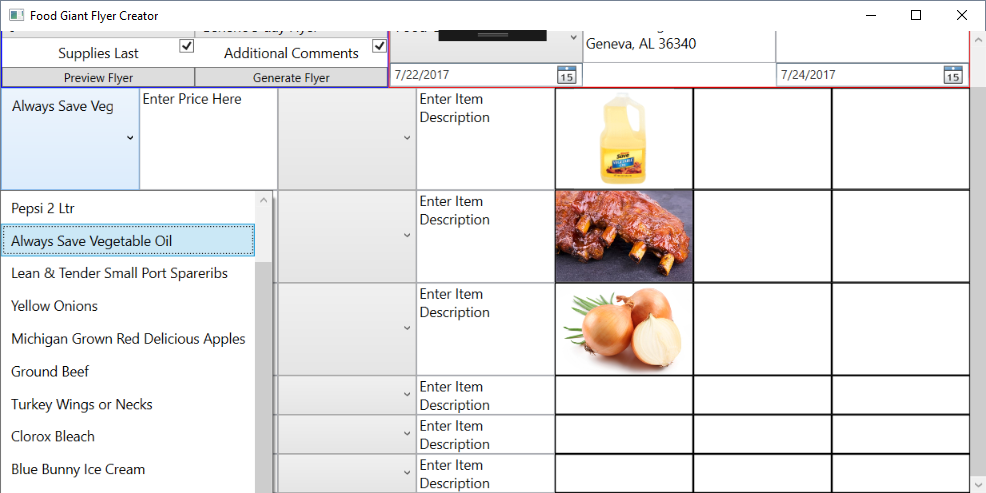 Food Giant Flyer Creator
Geneva, AL 36340
Supplies Last
Additional Comments
Preview Flyer
Generate Flyer
7/22/2017
15
7/24/2017
15
Always Save Veg
Enter Price Here
Enter Item
Description
Save
Pepsi 2 Ltr
Always Save Vegetable Oil
Lean & Tender Small Port Spareribs
Yellow Onions
Michigan Grown Red Delicious Apples
Ground Beef
Turkey Wings or Necks
Clorox Bleach
Blue Bunny Ice Cream
Enter Item
Description
Enter Item
Description
Enter Item
Description
Enter Item
Description
Enter Item
Description